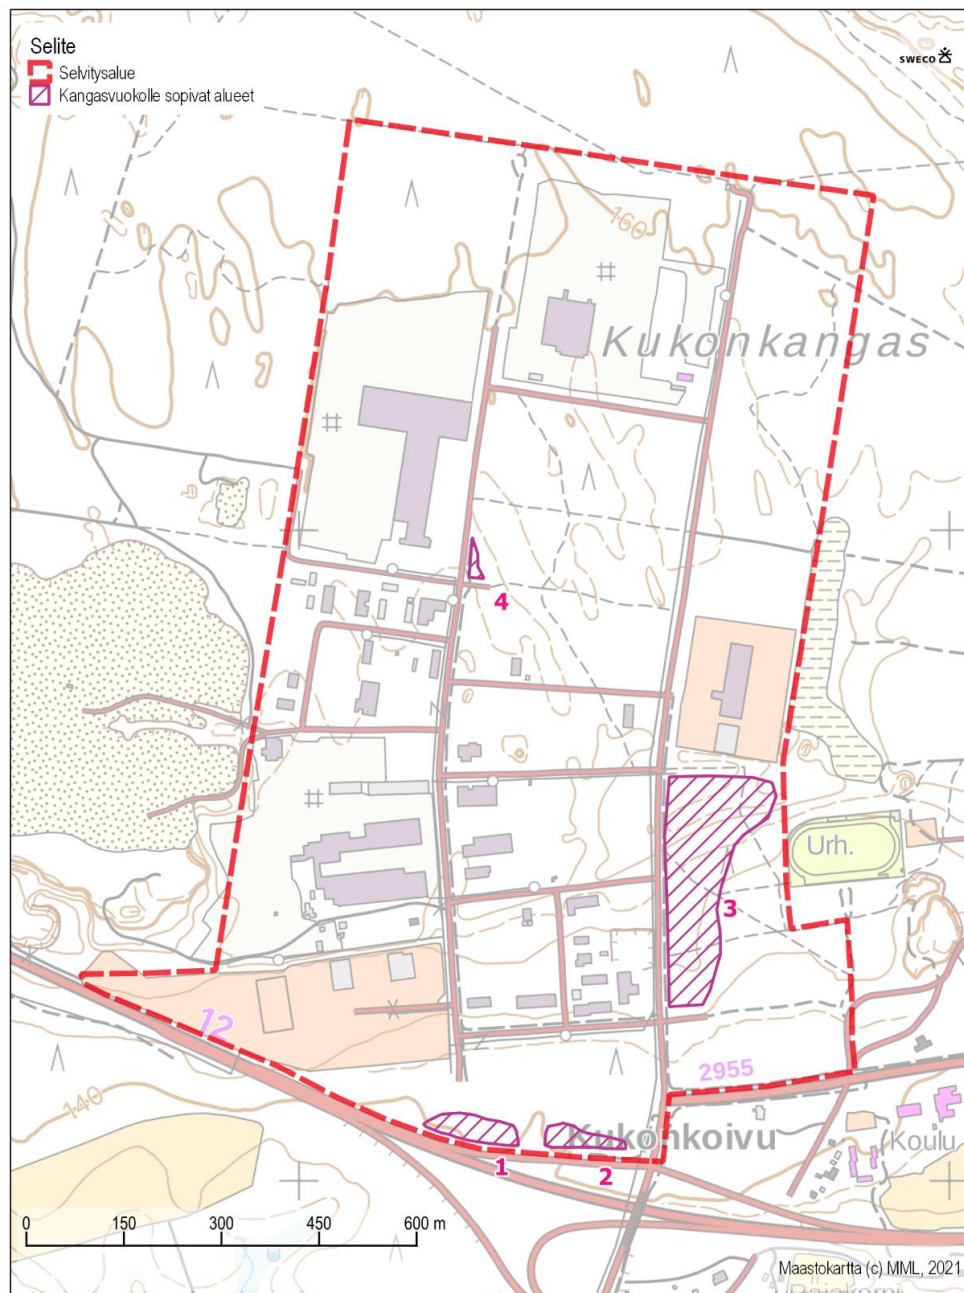 Selite
Selvitysalue
Kangasvuokolle sopivat alueet
SWECO
160
Kukonkangas
4
Urh.
3
12
2955
140
Kukonkoivu
Koulu
1
2
0 150 300 450 600 m
Maastokartta (c) MML, 2021